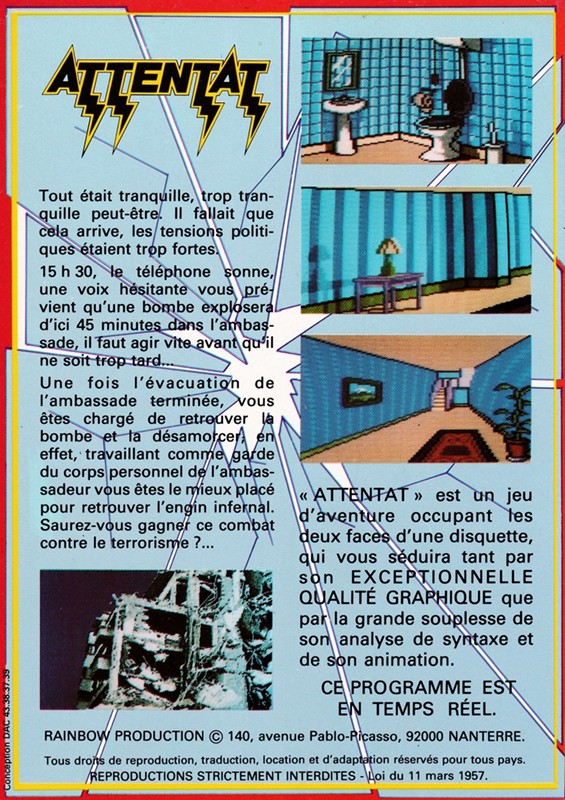 ATTENTAT
Tout était tranquille, trop tran-
quille peut-être. Il fallait que
cela arrive, les tensions politi-
ques étaient trop fortes.
15 h 30, le téléphone sonne,
une voix hésitante vous pré-
vient qu'une bombe explosera
d'ici 45 minutes dans l'ambas-
sade, il faut agir vite avant qu'il
ne soit trop tard...
Une fois l'évacuation de
l'ambassade terminée, vous
êtes chargé de retrouver la
bombe et la désamorcer; en
effet, travaillant comme garde
du corps personnel de l'ambas-
sadeur vous êtes le mieux placé
pour retrouver l'engin infernal.
Saurez-vous gagner ce combat
contre le terrorisme ?...
« ATTENTAT » est un jeu
d'aventure occupant les
deux faces d'une disquette,
qui vous séduira tant par
son EXCEPTIONNELLE
QUALITÉ GRAPHIQUE que
par la grande souplesse de
son analyse de syntaxe et
de son animation.
CE PROGRAMME EST
EN TEMPS RÉEL.
RAINBOW PRODUCTION © 140, avenue Pablo-Picasso, 92000 NANTERRE.
Tous droits de reproduction, traduction, location et d'adaptation réservés pour tous pays.
REPRODUCTIONS STRICTEMENT INTERDITES - Loi du 11 mars 1957.
Conception DAC 43.38.37.39